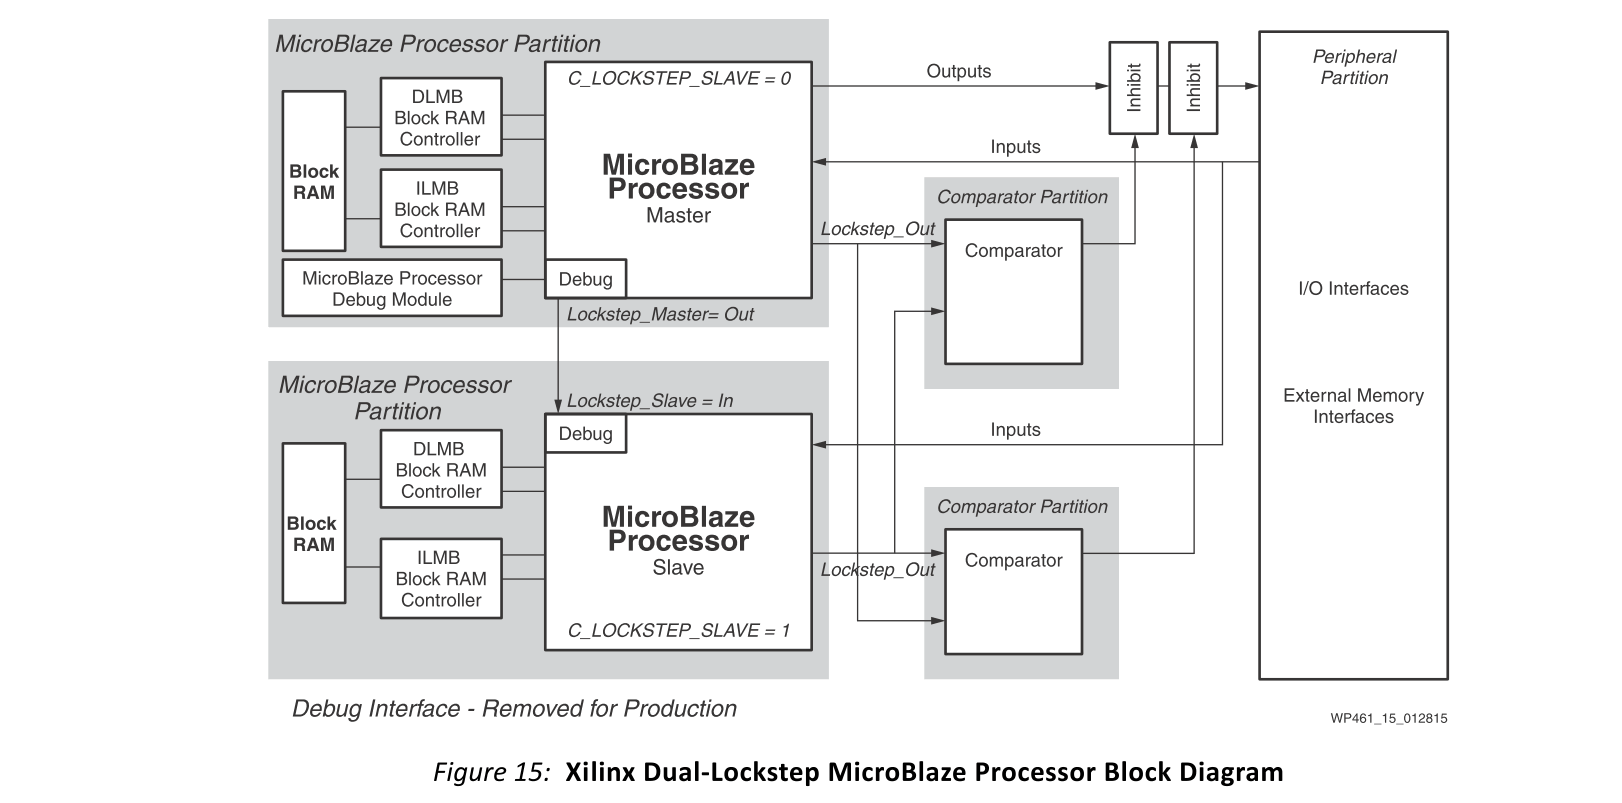 MicroBlaze Processor Partition
C_LOCKSTEP_SLAVE = 0
DLMB
Block RAM
Controller
Block
RAM
ILMB
Block RAM
Controller
MicroBlaze
Processor
Master
MicroBlaze Processor
Debug Module
Debug
Lockstep_Master= Out
Outputs
Inhibit
Inhibit
Inputs
Peripheral
Partition
I/O Interfaces
External Memory
Interfaces
Comparator Partition
Lockstep_Out
Comparator
MicroBlaze Processor
Partition
Lockstep_Slave = In
Debug
DLMB
Block RAM
Controller
Block
RAM
ILMB
Block RAM
Controller
MicroBlaze
Processor
Slave
C_LOCKSTEP_SLAVE = 1
Inputs
Comparator Partition
Comparator
Lockstep_Out
Debug Interface - Removed for Production
WP461_15_012815
Figure 15: Xilinx Dual-Lockstep MicroBlaze Processor Block Diagram